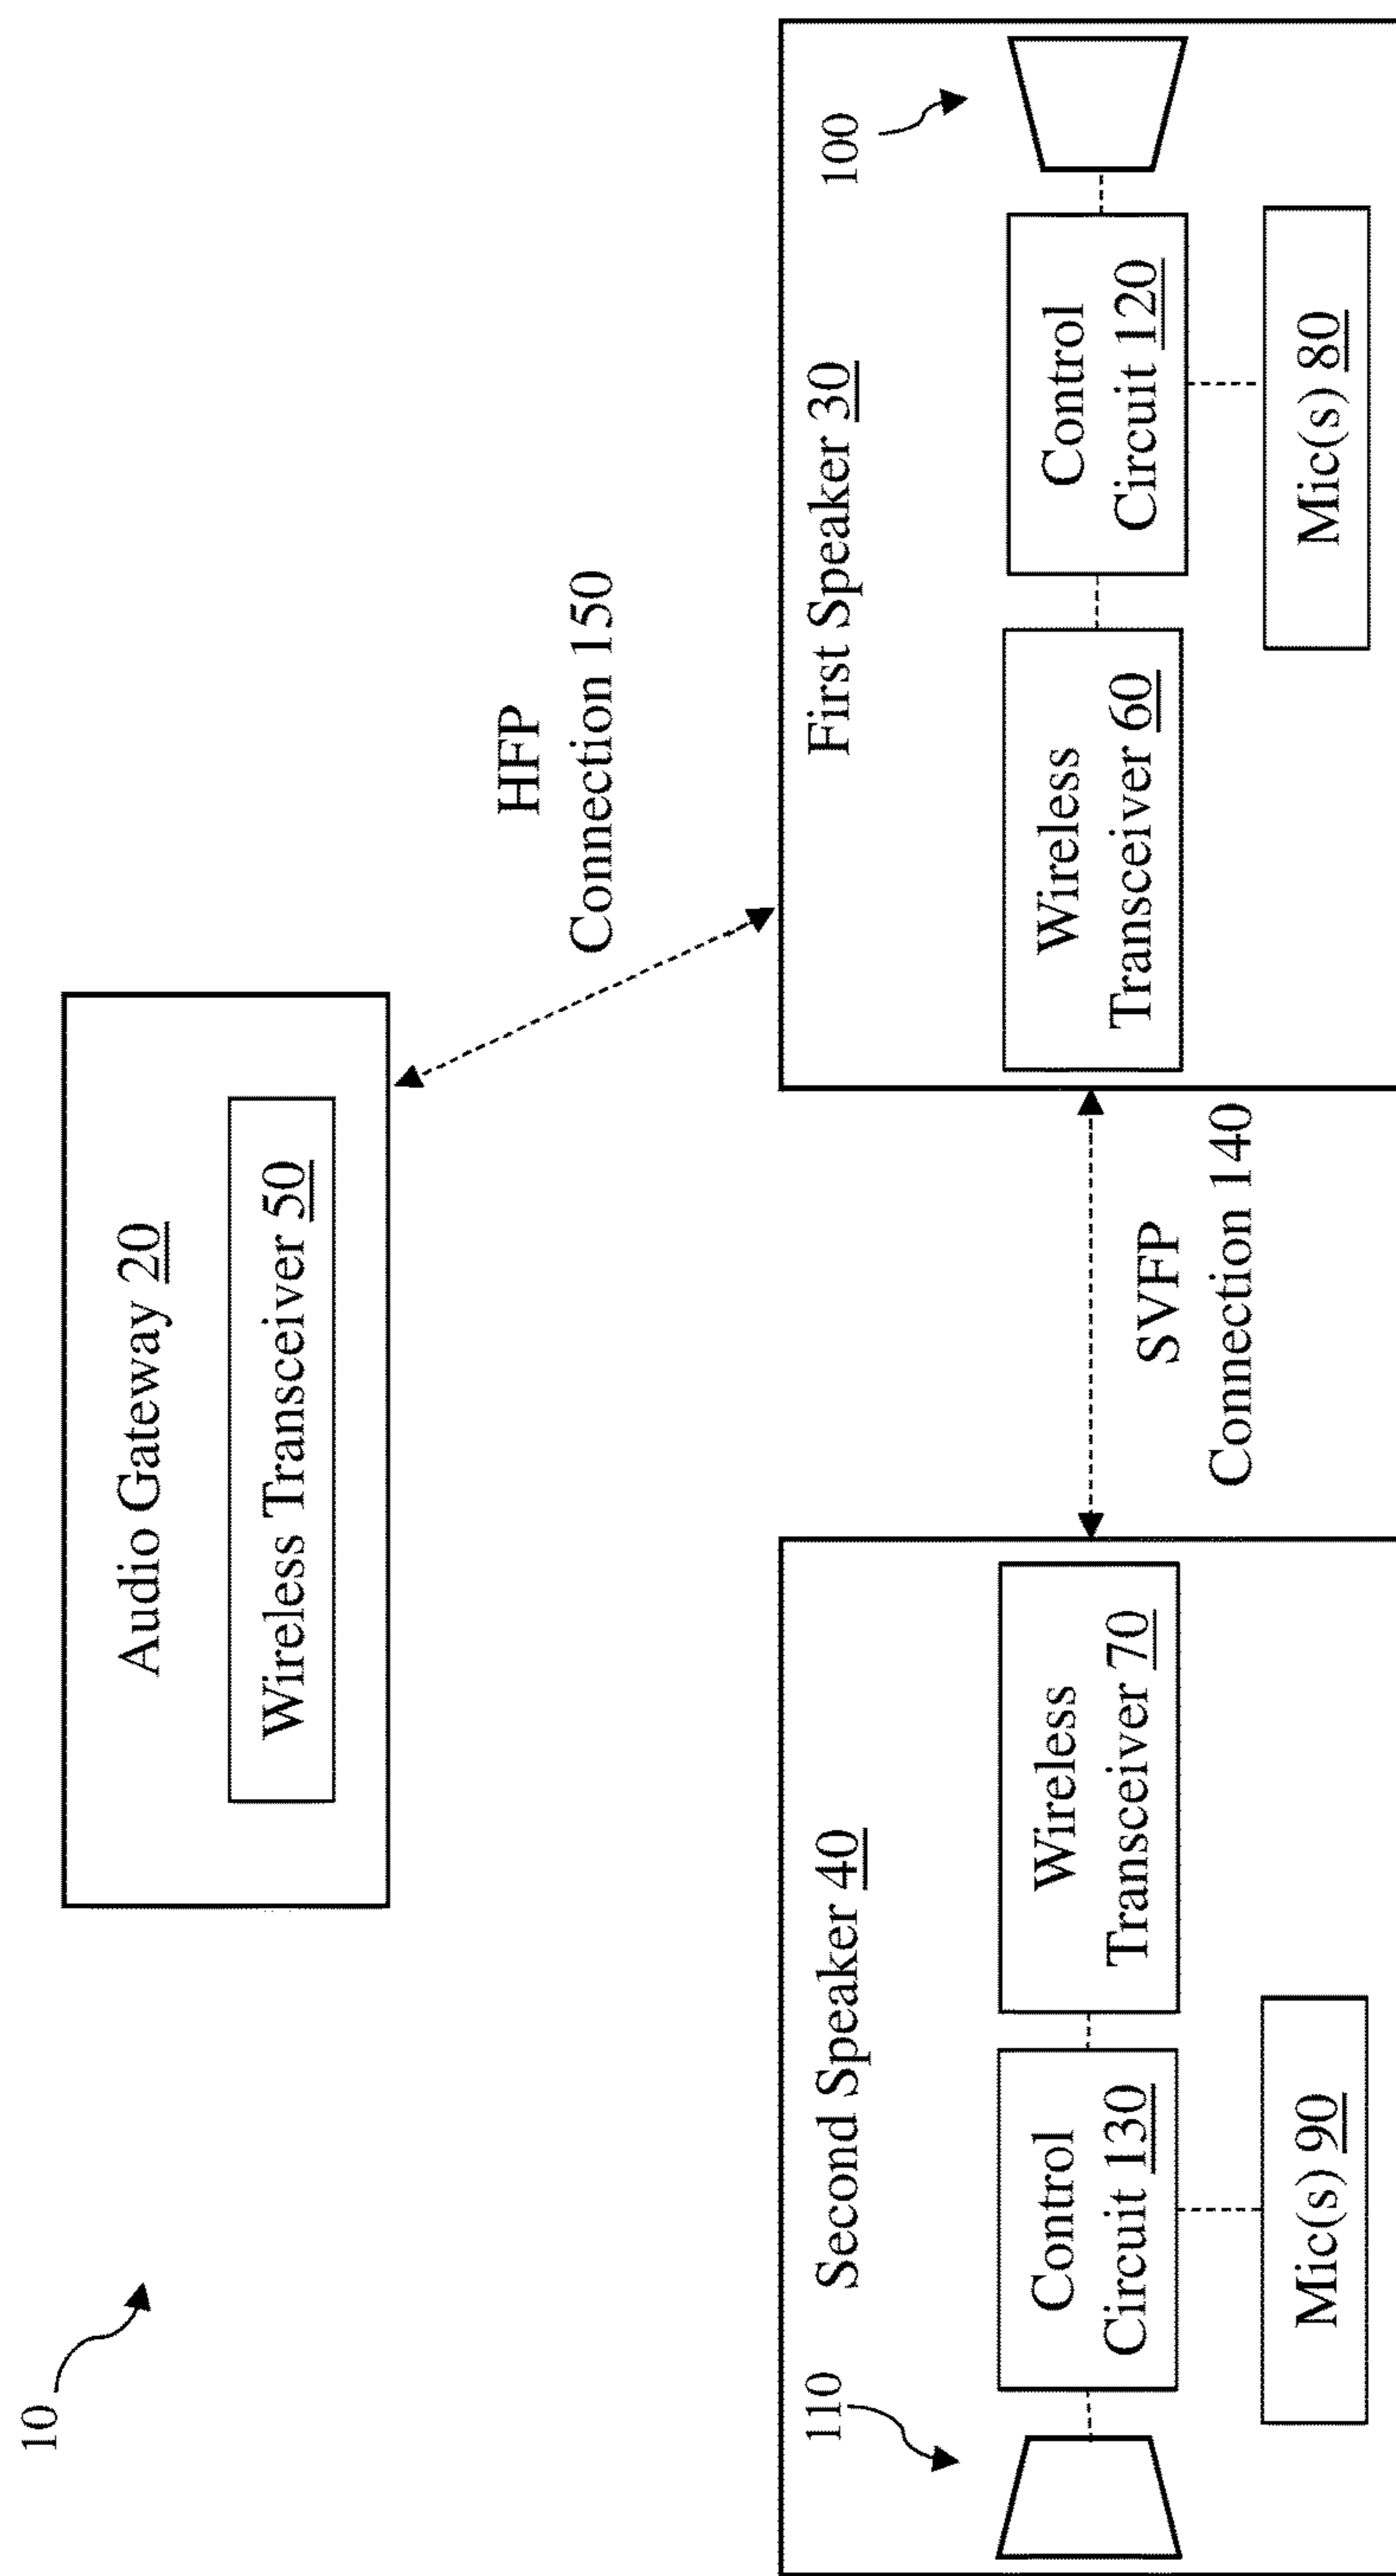 10
Audio Gateway 20
Wireless Transceiver 50
HFP
Connection 150
Second Speaker 40
110
Control
Circuit 130
Wireless
Transceiver 70
Mic(s) 90
SVFP
Connection 140
First Speaker 30
100
Wireless
Transceiver 60
Control
Circuit 120
Mic(s) 80